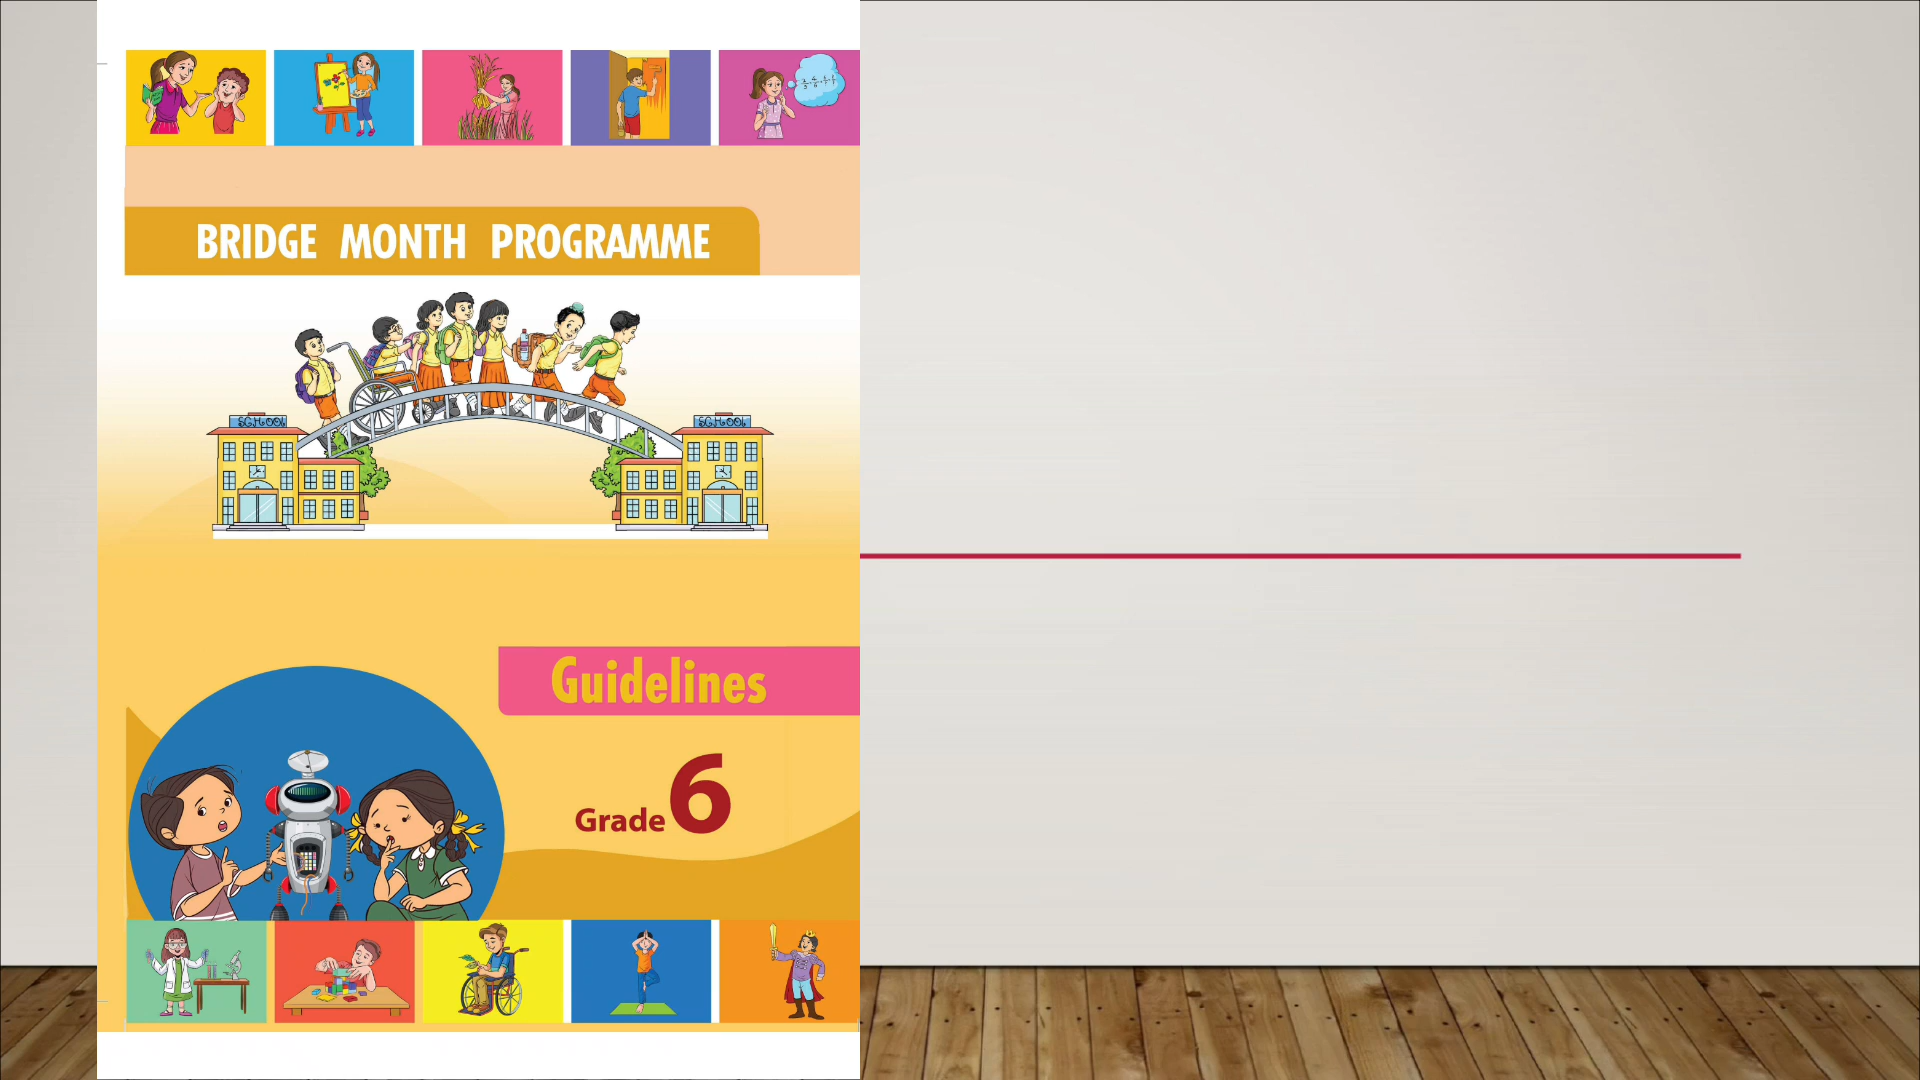 BRIDGE MONTH PROGRAMME
SCHOOL
SCHOOL
Guidelines
Grade 6